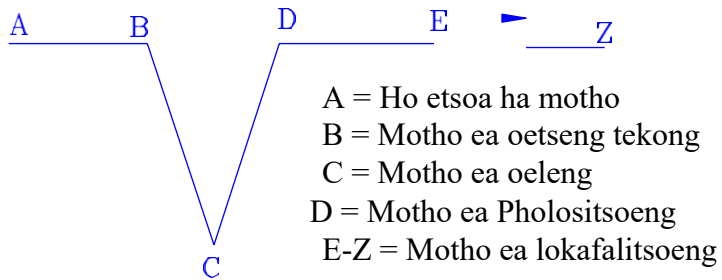 A B D E Z
A = Ho etsoa ha motho
B = Motho ea oetseng tekong
C = Motho ea oeleng
D = Motho ea Pholositsoeng
E-Z = Motho ea lokafalitsoeng
C